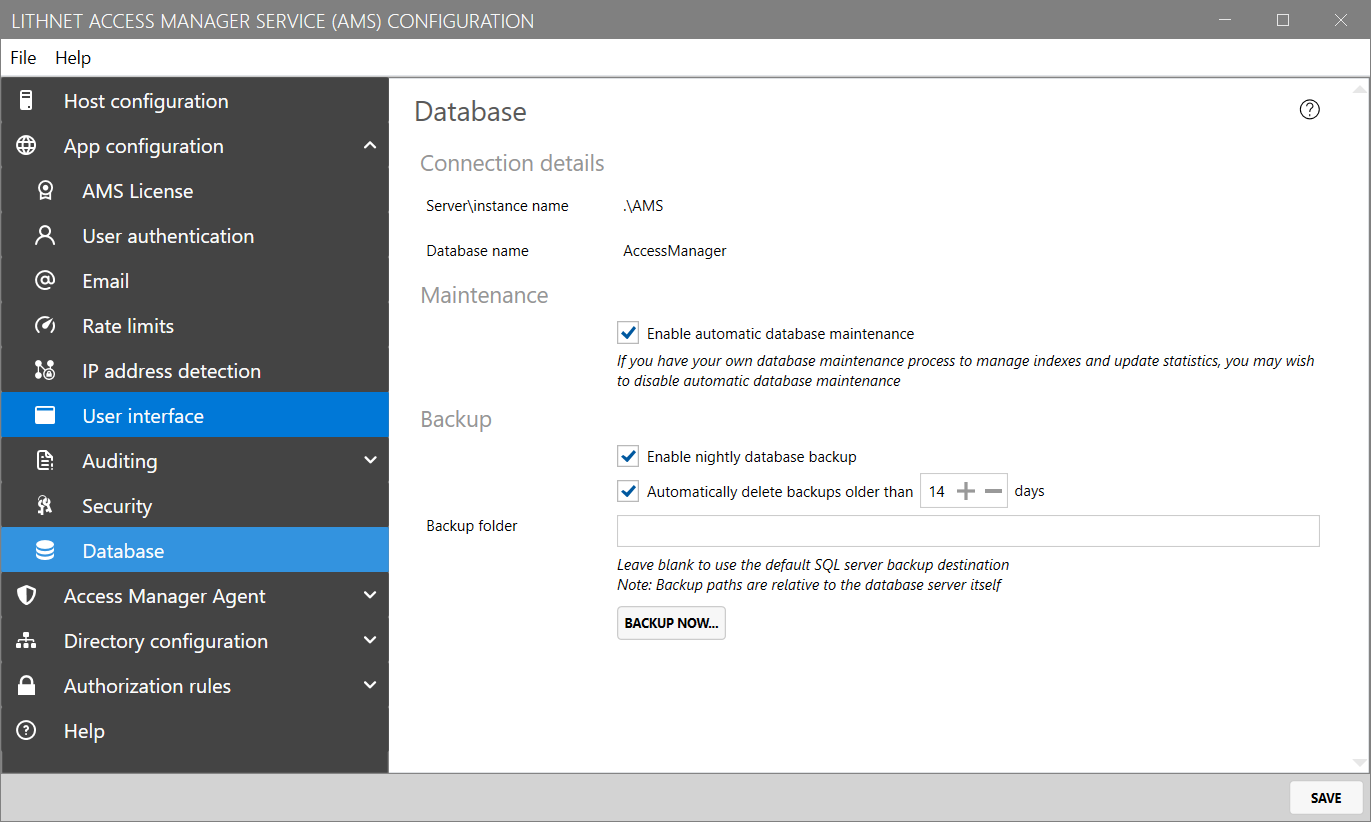 LITHNET ACCESS MANAGER SERVICE (AMS) CONFIGURATION
File Help
Host configuration
App configuration
AMS License
User authentication
Email
Rate limits
IP address detection
User interface
Auditing
Security
Database
Access Manager Agent
Directory configuration
Authorization rules
Help
Database
Connection details
Server\instance name .\AMS
Database name AccessManager
Maintenance
Enable automatic database maintenance
If you have your own database maintenance process to manage indexes and update statistics, you may wish
to disable automatic database maintenance
Backup
Enable nightly database backup
Automatically delete backups older than 14 days
Backup folder
Leave blank to use the default SQL server backup destination
Note: Backup paths are relative to the database server itself
BACKUP NOW...
SAVE